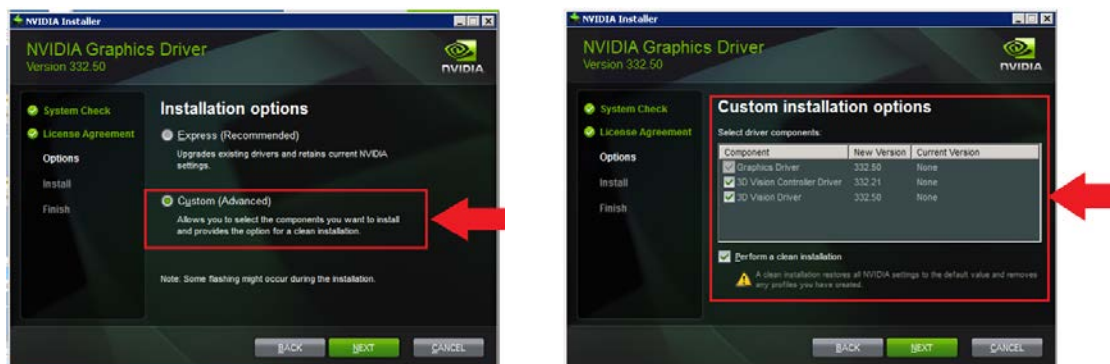 NVIDIA Installer
NVIDIA Graphics Driver
Version 332.50
NVIDIA
System Check
License Agreement
Options
Install
Finish
Installation options
Express (Recommended)
Upgrades existing drivers and retains current NVIDIA
settings.
Custom (Advanced)
Allows you to select the components you want to install
and provides the option for a clean installation.
Note: Some flashing might occur during the installation.
BACK NEXT CANCEL
NVIDIA Installer
NVIDIA Graphics Driver
Version 332.50
NVIDIA
System Check
License Agreement
Options
Install
Finish
Custom installation options
Select driver components:
Component New Version Current Version
Graphics Driver 332.50 None
3D Vision Controller Driver 332.21 None
3D Vision Driver 332.50 None
Perform a clean installation
A clean installation restores all NVIDIA settings to the default value and removes
any profiles you have created.
BACK NEXT CANCEL